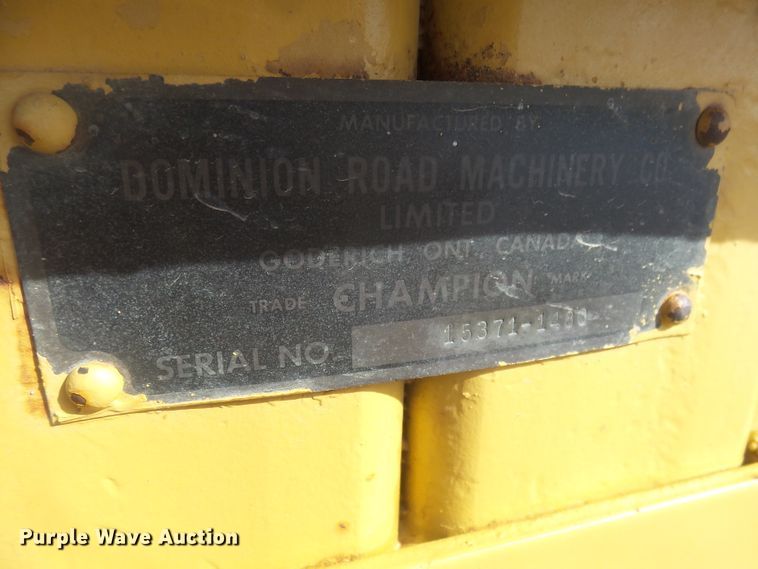 MANUFACTURED BY
DOMINION ROAD MACHINERY CO.
LIMITED
GODERICH, ONT. CANADA
TRADE CHAMPION MARK
SERIAL NO.
Purple Wave Auction